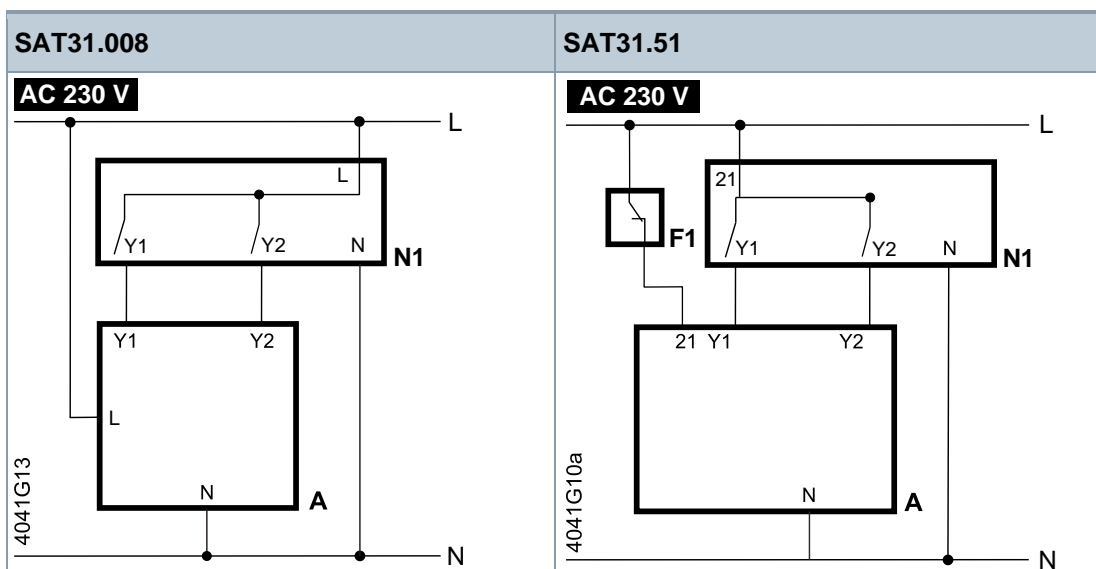 SAT31.008
AC 230 V
L
L
Y1 Y2 N
N1
Y1 Y2
L
N
A
N
4041G13
SAT31.51
AC 230 V
L
21
F1
Y1 Y2 N
N1
21 Y1 Y2
N
A
N
4041G10a